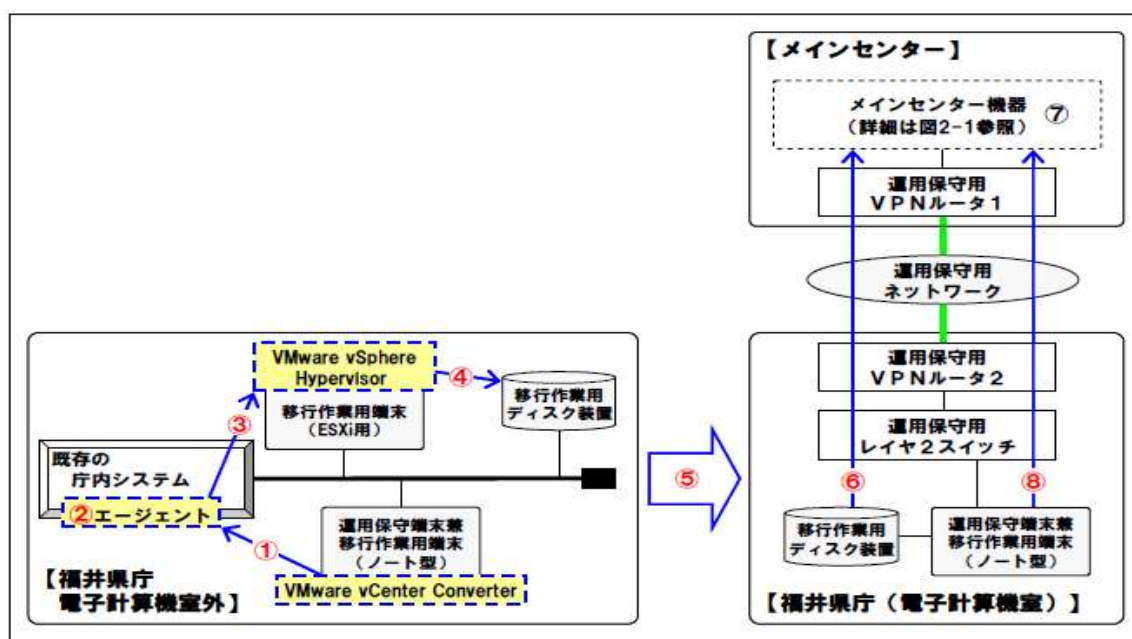 【メインセンター】
メインセンター機器
(詳細は図2-1参照)
⑦
運用保守用
VPNルータ1
運用保守用
ネットワーク
VMware vSphere
Hypervisor
④
移行作業用
ディスク装置
③
移行作業用端末
(ESXi用)
既存の
庁内システム
②エージェント
①
運用保守端末兼
移行作業用端末
(ノート型)
VMware vCenter Converter
【福井県庁
電子計算機室外】
⑤
運用保守用
VPNルータ2
運用保守用
レイヤ2スイッチ
⑥
⑧
移行作業用
ディスク装置
運用保守端末兼
移行作業用端末
(ノート型)
【福井県庁(電子計算機室)】